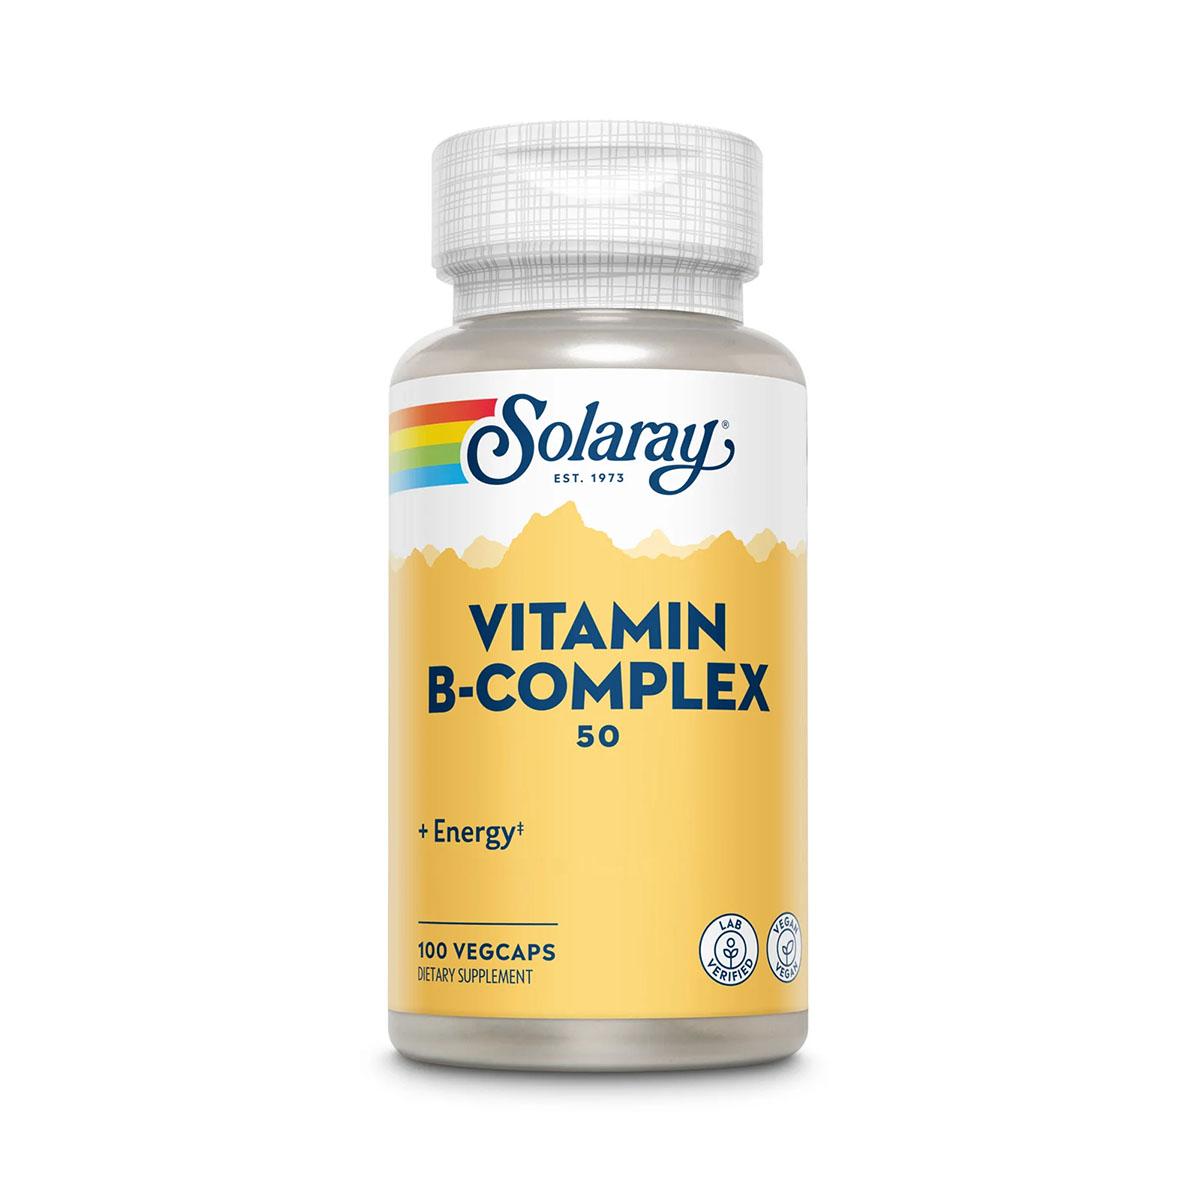 Solaray®
EST. 1973
VITAMIN
B-COMPLEX
50
+ Energy‡
100 VEGCAPS
DIETARY SUPPLEMENT
LAB
VERIFIED
VEGAN
VEGAN